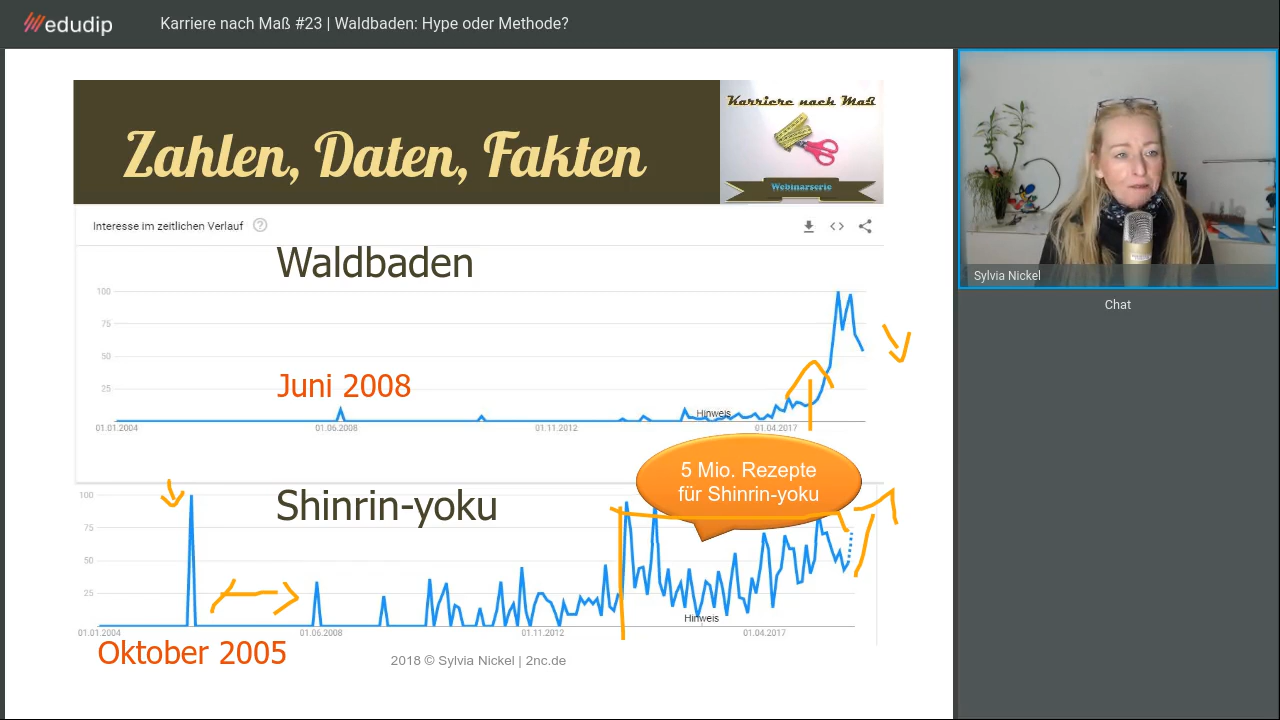 edudip
Karriere nach Maß #23 | Waldbaden: Hype oder Methode?
Zahlen, Daten, Fakten
Karriere nach Maß
Webinarserie
Interesse im zeitlichen Verlauf
Waldbaden
100
75
50
25
Juni 2008
Hinweis
01.01.2004
01.06.2008
01.11.2012
01.04.2017
5 Mio. Rezepte
für Shinrin-yoku
Shinrin-yoku
100
75
50
25
Hinweis
01.01.2004
01.06.2008
01.11.2012
01.04.2017
Oktober 2005
2018 © Sylvia Nickel | 2nc.de
Sylvia Nickel
Chat